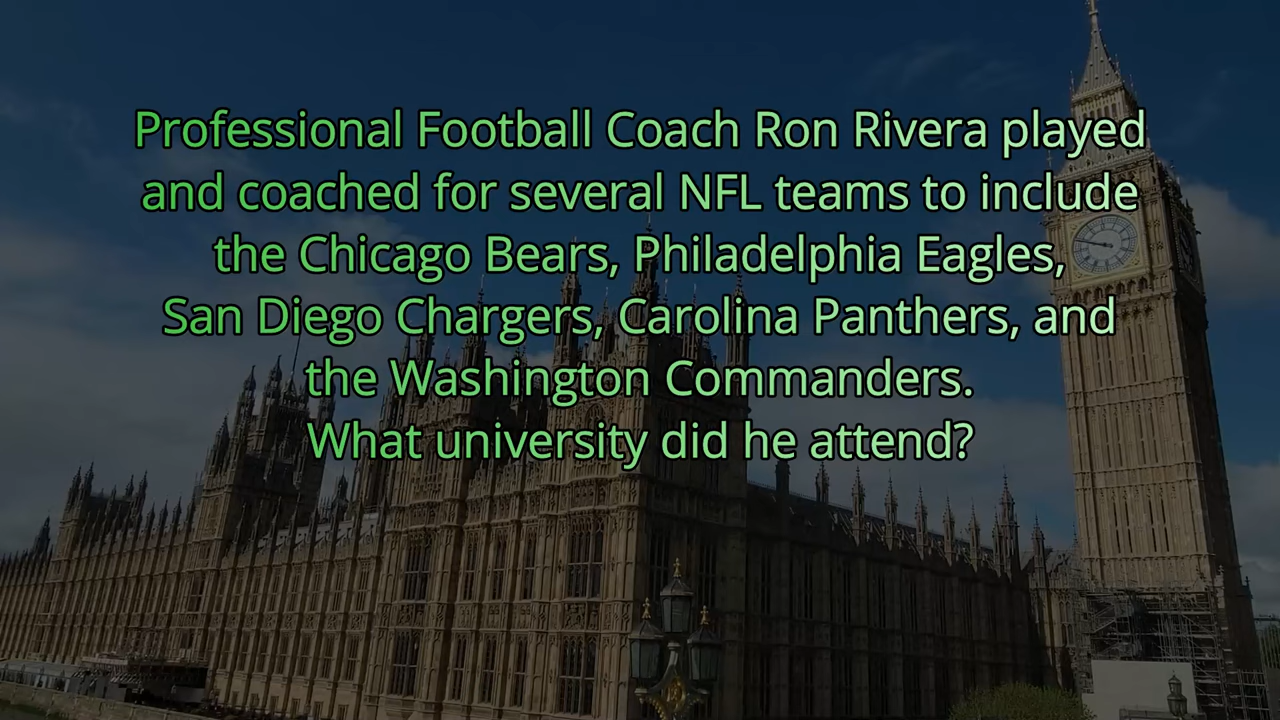 Professional Football Coach Ron Rivera played
and coached for several NFL teams to include
the Chicago Bears, Philadelphia Eagles,
San Diego Chargers, Carolina Panthers, and
the Washington Commanders.
What university did he attend?